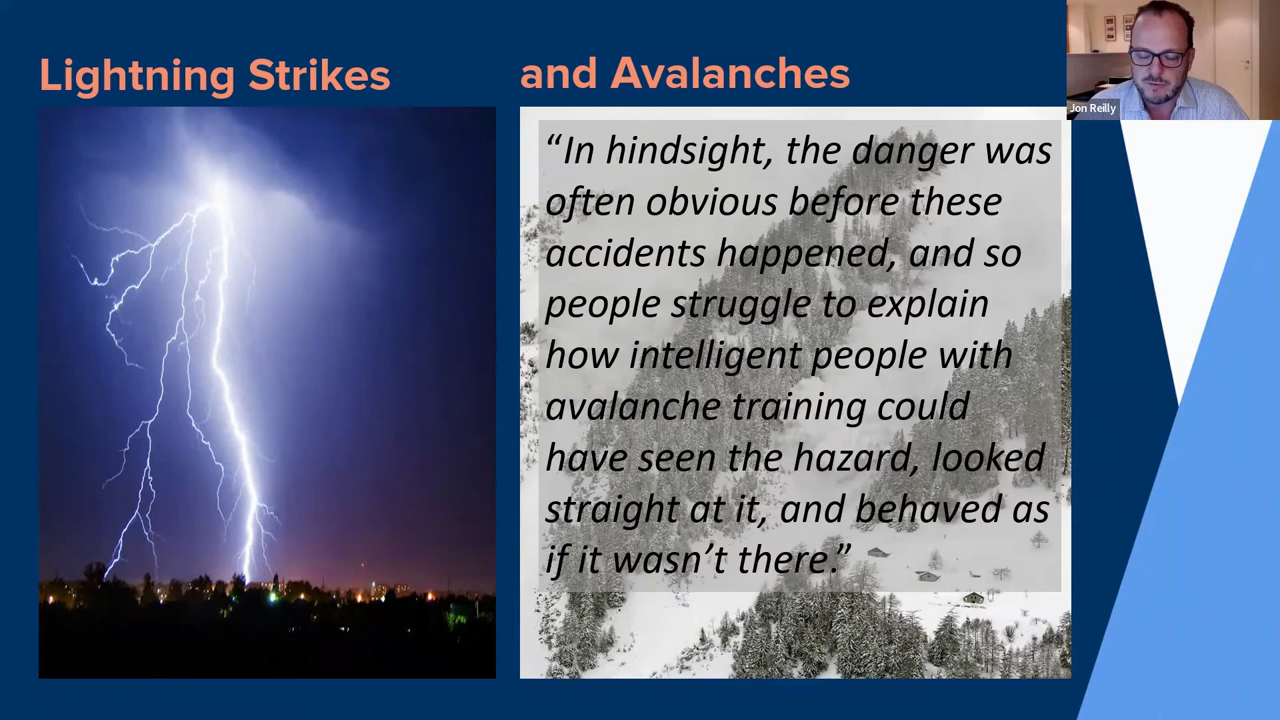 Lightning Strikes
and Avalanches
“In hindsight, the danger was
often obvious before these
accidents happened, and so
people struggle to explain
how intelligent people with
avalanche training could
have seen the hazard, looked
straight at it, and behaved as
if it wasn’t there.”
Jon Reilly